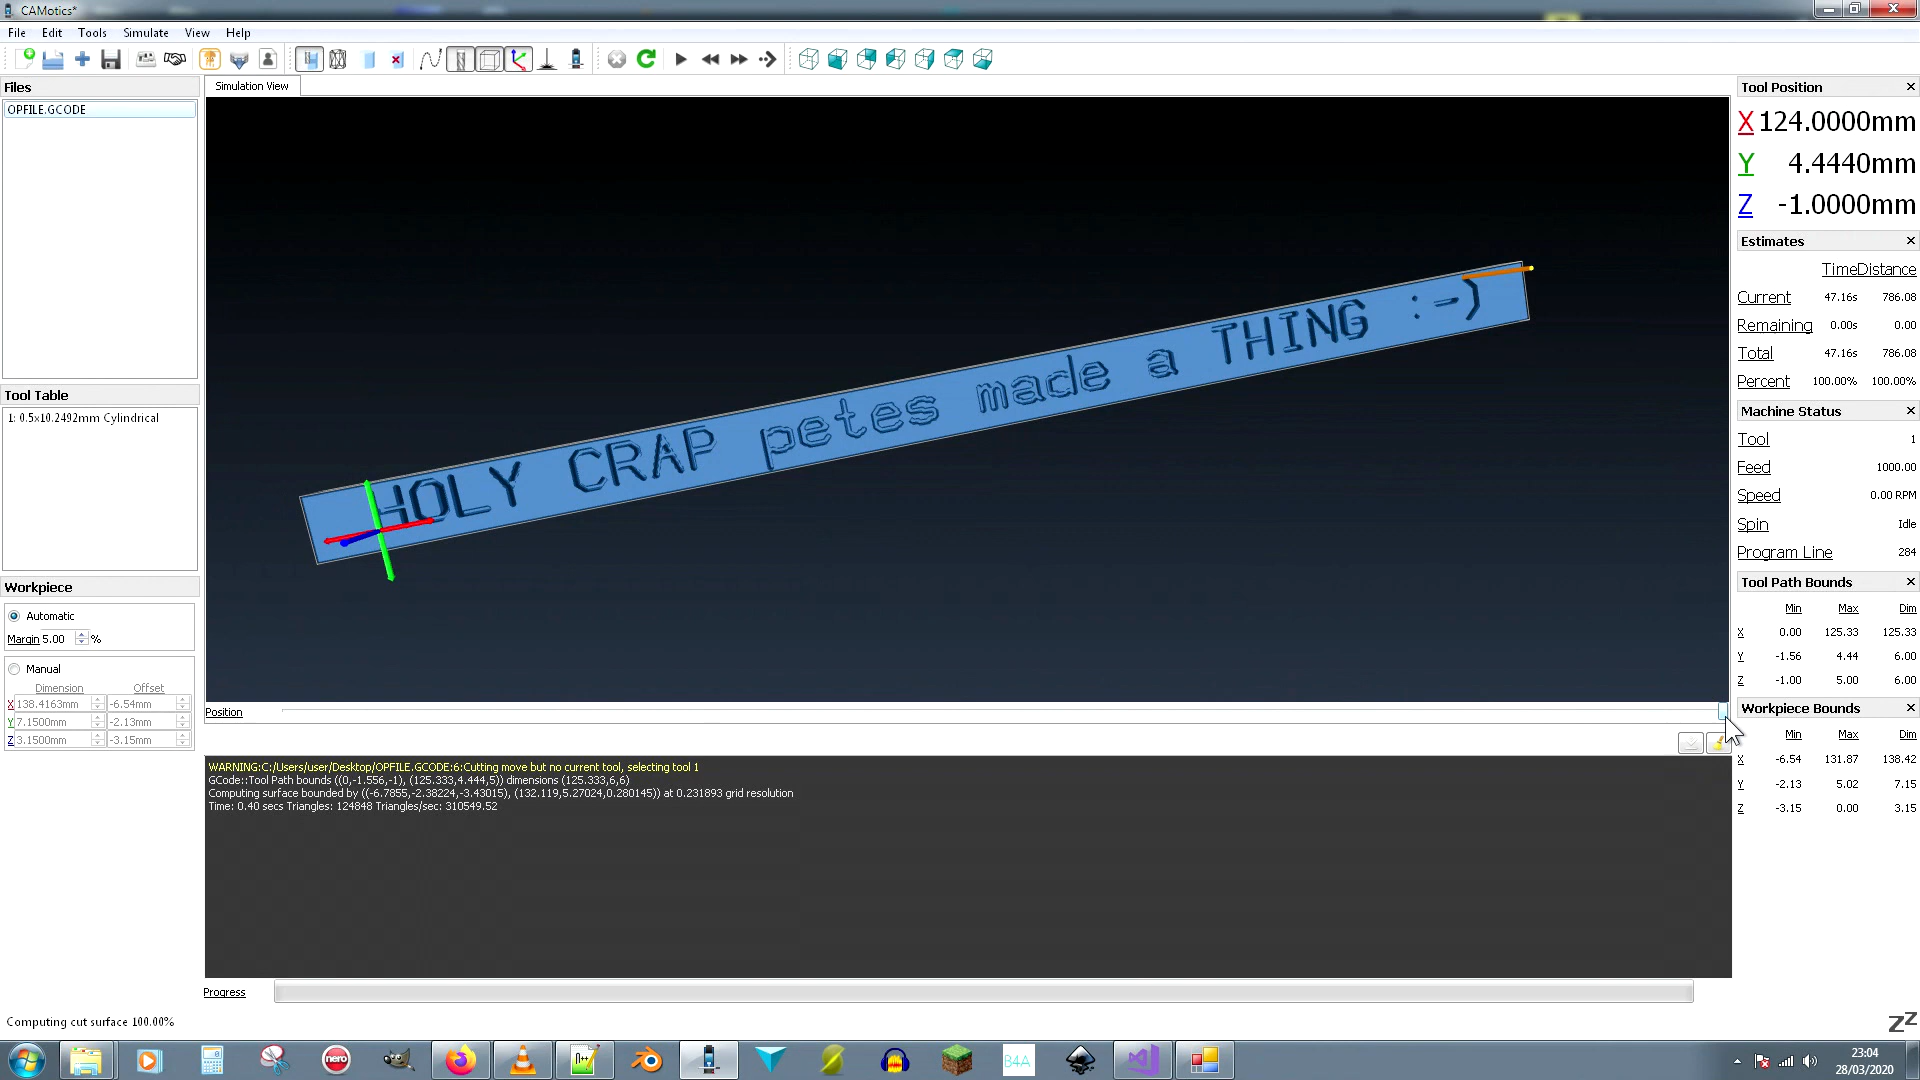 CAMotics*
File Edit Tools Simulate View Help
Files
OPFILE.GCODE
Tool Table
1: 0.5x10.2492mm Cylindrical
Workpiece
Automatic
Margin 5.00 %
Manual
Dimension Offset
X 138.4163mm -6.54mm
Y 7.1500mm -2.13mm
Z 3.1500mm -3.15mm
Simulation View
HOLY CRAP petes made a THING :-)
Position
WARNING:C:/Users/user/Desktop/OPFILE.GCODE:6:Cutting move but no current tool, selecting tool 1
GCode::Tool Path bounds ((0,-1.556,-1), (125.333,4.444,5)) dimensions (125.333,6,6)
Computing surface bounded by ((-6.7855,-2.38224,-3.43015), (132.119,5.27024,0.280145)) at 0.231893 grid resolution
Time: 0.40 secs Triangles: 124848 Triangles/sec: 310549.52
Progress
Computing cut surface 100.00%
Tool Position
X 124.0000mm
Y 4.4440mm
Z -1.0000mm
Estimates
Time Distance
Current 47.16s 786.08
Remaining 0.00s 0.00
Total 47.16s 786.08
Percent 100.00% 100.00%
Machine Status
Tool 1
Feed 1000.00
Speed 0.00 RPM
Spin Idle
Program Line 284
Tool Path Bounds
Min Max Dim
X 0.00 125.33 125.33
Y -1.56 4.44 6.00
Z -1.00 5.00 6.00
Workpiece Bounds
Min Max Dim
X -6.54 131.87 138.42
Y -2.13 5.02 7.15
Z -3.15 0.00 3.15
zZ
nero
B4A
23:04
28/03/2020